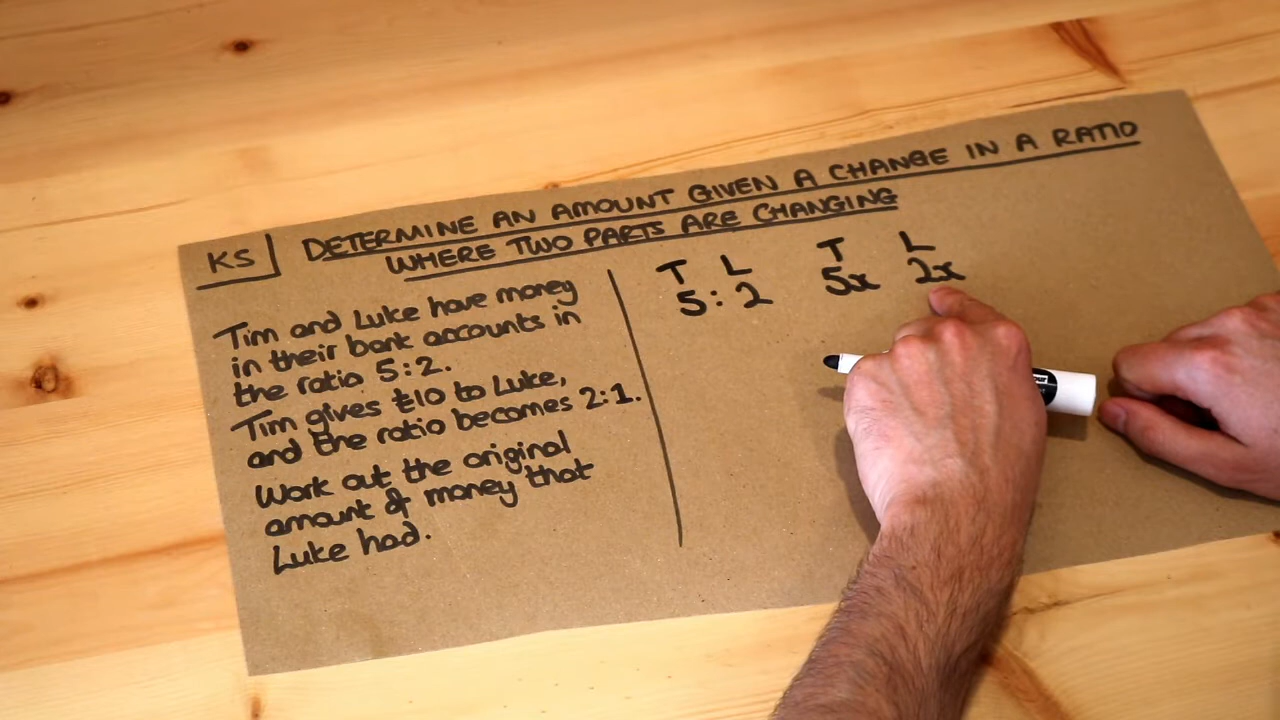 KS
DETERMINE AN AMOUNT GIVEN A CHANGE IN A RATIO
WHERE TWO PARTS ARE CHANGING
Tim and Luke have money
in their bank accounts in
the ratio 5:2.
Tim gives £10 to Luke,
and the ratio becomes 2:1.
Work out the original
amount of money that
Luke had.
T L
5 : 2
T L
5x 2x